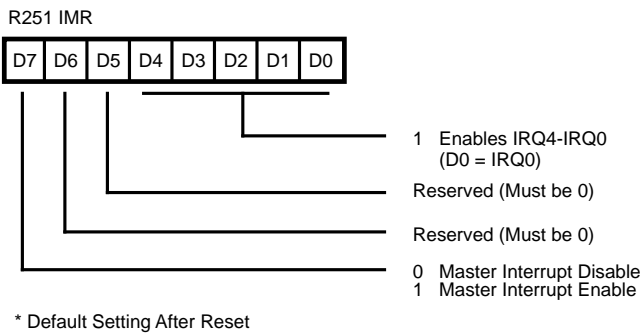 R251 IMR
D7 D6 D5 D4 D3 D2 D1 D0
1 Enables IRQ4-IRQ0
(D0 = IRQ0)
Reserved (Must be 0)
Reserved (Must be 0)
0 Master Interrupt Disable
1 Master Interrupt Enable
* Default Setting After Reset